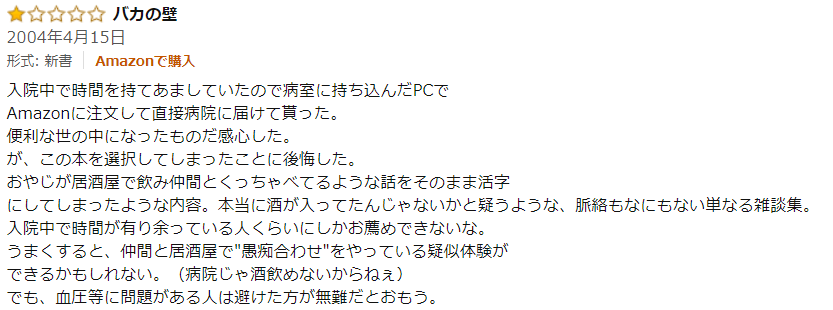 バカの壁
2004年4月15日
形式: 新書 Amazonで購入
入院中で時間を持てあましていたので病室に持ち込んだPCで
Amazonに注文して直接病院に届けて貰った。
便利な世の中になったものだ感心した。
が、この本を選択してしまったことに後悔した。
おやじが居酒屋で飲み仲間とくっちゃべてるような話をそのまま活字
にしてしまったような内容。本当に酒が入ってたんじゃないかと疑うような、脈絡もなにもない単なる雑談集。
入院中で時間が有り余っている人くらいにしかお薦めできないな。
うまくすると、仲間と居酒屋で"愚痴合わせ"をやっている疑似体験が
できるかもしれない。（病院じゃ酒飲めないからねぇ）
でも、血圧等に問題がある人は避けた方が無難だとおもう。